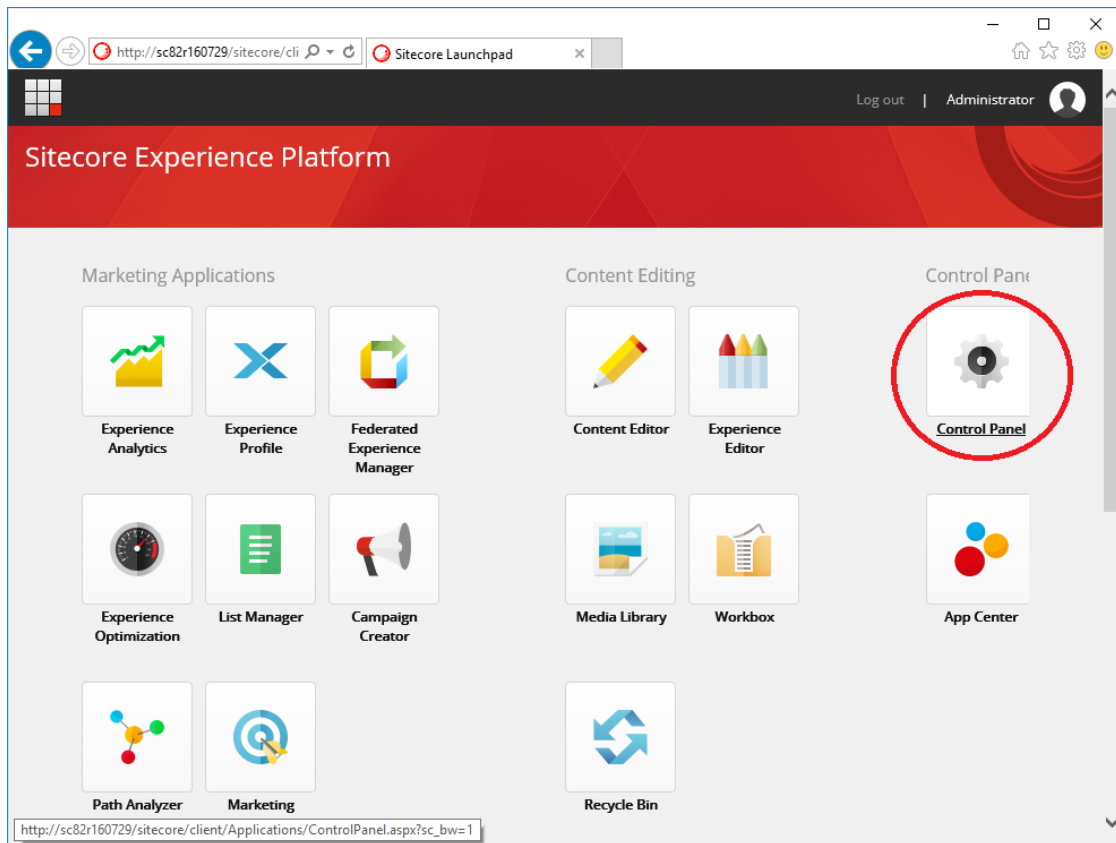 http://sc82r160729/sitecore/cli
Sitecore Launchpad
Log out | Administrator
Sitecore Experience Platform
Marketing Applications
Experience
Analytics
Experience
Profile
Federated
Experience
Manager
Experience
Optimization
List Manager
Campaign
Creator
Path Analyzer
Marketing
Content Editing
Content Editor
Experience
Editor
Media Library
Workbox
Recycle Bin
Control Pane
Control Panel
App Center
http://sc82r160729/sitecore/client/Applications/ControlPanel.aspx?sc_bw=1